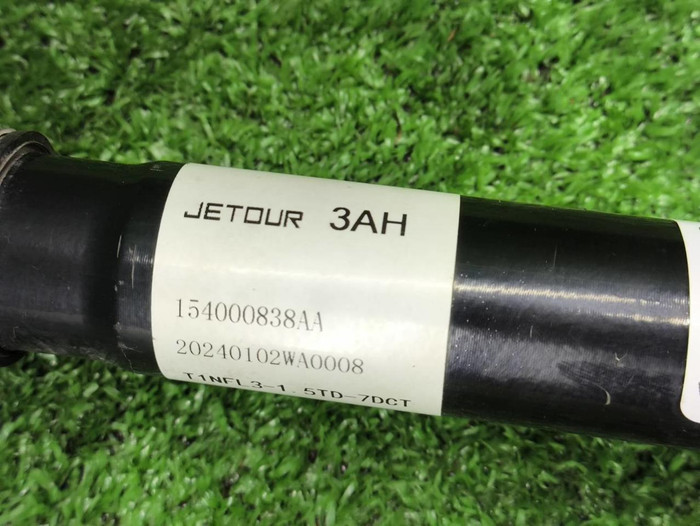 JETOUR 3AH
154000838AA
20240102WA0008
T1NFL3-1.5TD-7DCT